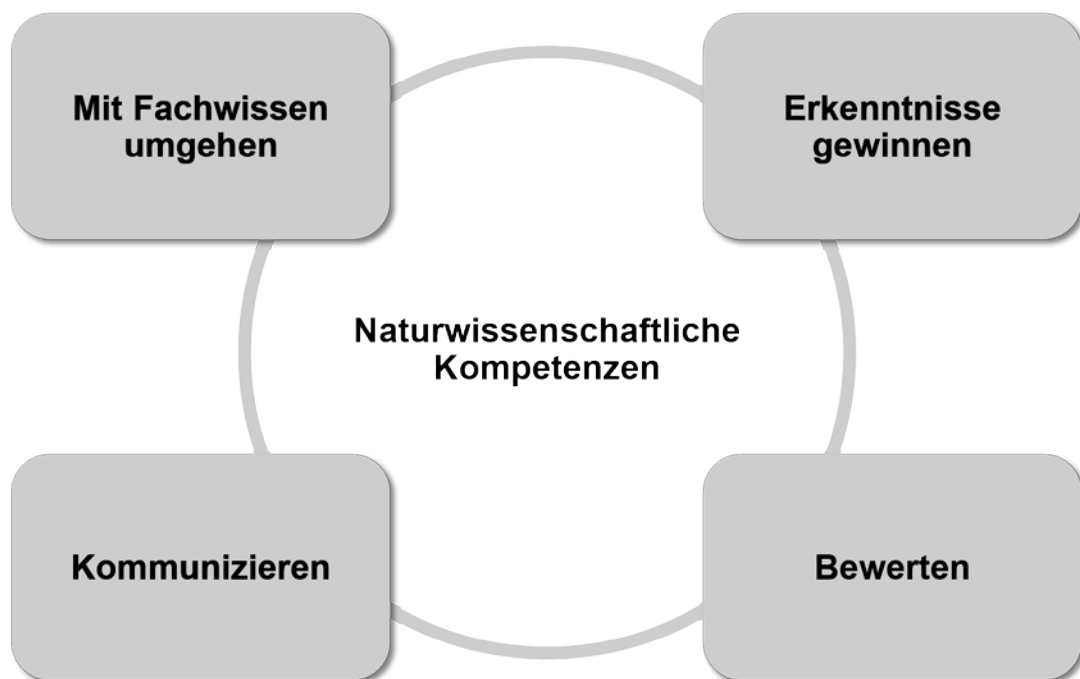 Mit Fachwissen
umgehen
Erkenntnisse
gewinnen
Naturwissenschaftliche
Kompetenzen
Kommunizieren
Bewerten